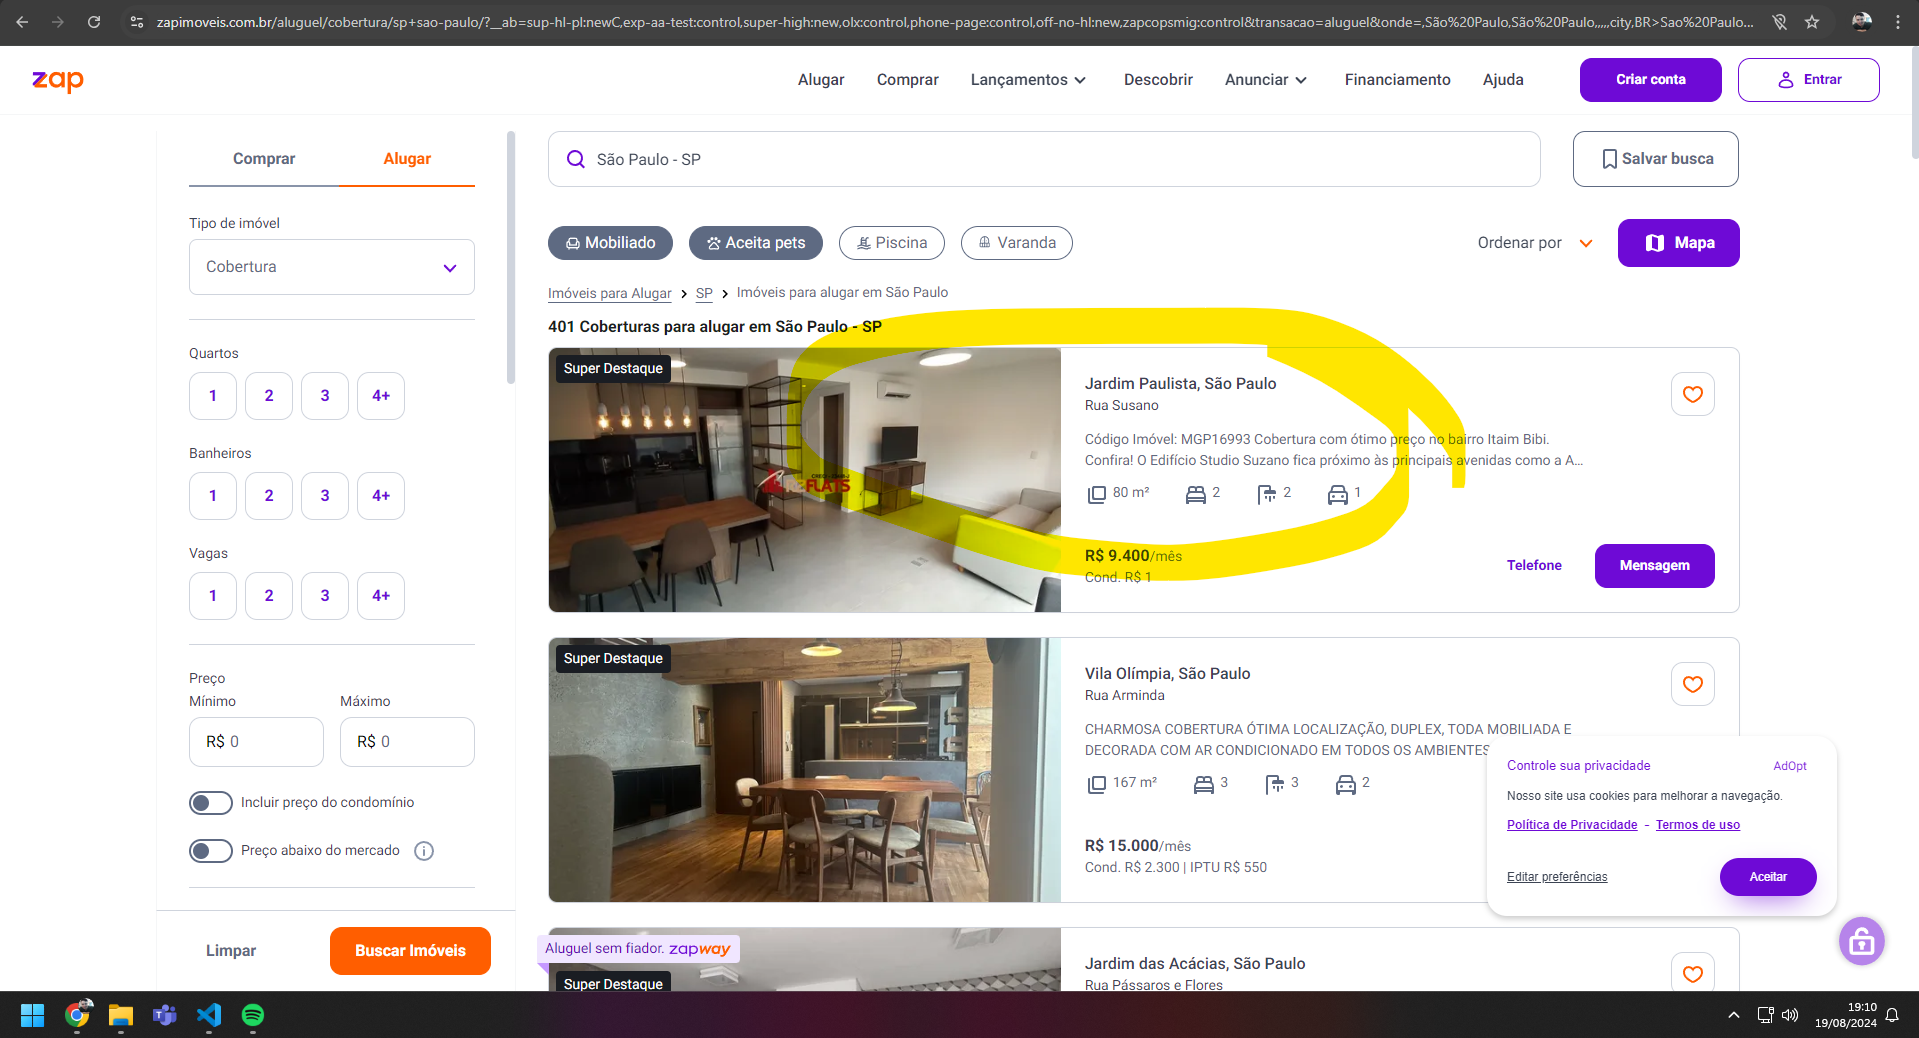 zapimoveis.com.br/aluguel/cobertura/sp+sao-paulo/?__ab=sup-hl-pl:newC,exp-aa-test:control,super-high:new,olx:control,phone-page:control,off-no-hl:new,zapcopsmig:control&transacao=aluguel&onde=,São%20Paulo,São%20Paulo,,,,,city,BR>Sao%20Paulo...
zap
Alugar
Comprar
Lançamentos
Descobrir
Anunciar
Financiamento
Ajuda
Criar conta
Entrar
Comprar
Alugar
Tipo de imóvel
Cobertura
Quartos
1 2 3 4+
Banheiros
1 2 3 4+
Vagas
1 2 3 4+
Preço
Mínimo Máximo
R$ 0 R$ 0
Incluir preço do condomínio
Preço abaixo do mercado
Limpar
Buscar Imóveis
São Paulo - SP
Salvar busca
Mobiliado
Aceita pets
Piscina
Varanda
Ordenar por
Mapa
Imóveis para Alugar > SP > Imóveis para alugar em São Paulo
401 Coberturas para alugar em São Paulo - SP
Super Destaque
FLATS
Jardim Paulista, São Paulo
Rua Susano
Código Imóvel: MGP16993 Cobertura com ótimo preço no bairro Itaim Bibi.
Confira! O Edifício Studio Suzano fica próximo às principais avenidas como a A...
80 m² 2 2 1
R$ 9.400/mês
Cond. R$ 1
Telefone
Mensagem
Super Destaque
Vila Olímpia, São Paulo
Rua Arminda
CHARMOSA COBERTURA ÓTIMA LOCALIZAÇÃO, DUPLEX, TODA MOBILIADA E
DECORADA COM AR CONDICIONADO EM TODOS OS AMBIENTES
167 m² 3 3 2
R$ 15.000/mês
Cond. R$ 2.300 | IPTU R$ 550
Aluguel sem fiador. zapway
Super Destaque
Jardim das Acácias, São Paulo
Rua Pássaros e Flores
Controle sua privacidade
AdOpt
Nosso site usa cookies para melhorar a navegação.
Política de Privacidade - Termos de uso
Editar preferências
Aceitar
19:10
19/08/2024